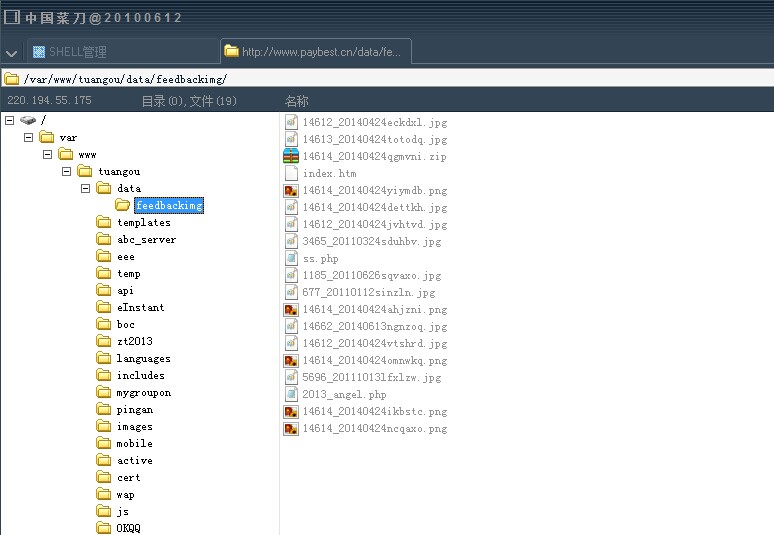 中国菜刀@20100612
SHELL管理
http://www.paybest.cn/data/fe...
/var/www/tuangou/data/feedbackimg/
220.194.55.175
目录(0),文件(19)
名称
/
var
www
tuangou
data
feedbackimg
templates
abc_server
eee
temp
api
eInstant
boc
zt2013
languages
includes
mygroupon
pingan
images
mobile
active
cert
wap
js
OKQQ
14612_20140424eckdxl.jpg
14613_20140424totodq.jpg
14614_20140424qgmvni.zip
index.htm
14614_20140424yiymdb.png
14614_20140424dettkh.jpg
14612_20140424jvhtvd.jpg
3465_20110324sduhbv.jpg
ss.php
1185_20110626sqvaxo.jpg
677_20110112sinzln.jpg
14614_20140424ahjzni.png
14662_20140613ngnzoq.jpg
14612_20140424vtshrd.jpg
14614_20140424omnwkq.png
5696_20111013lfxlzw.jpg
2013_angel.php
14614_20140424ikbstc.png
14614_20140424ncqaxo.png